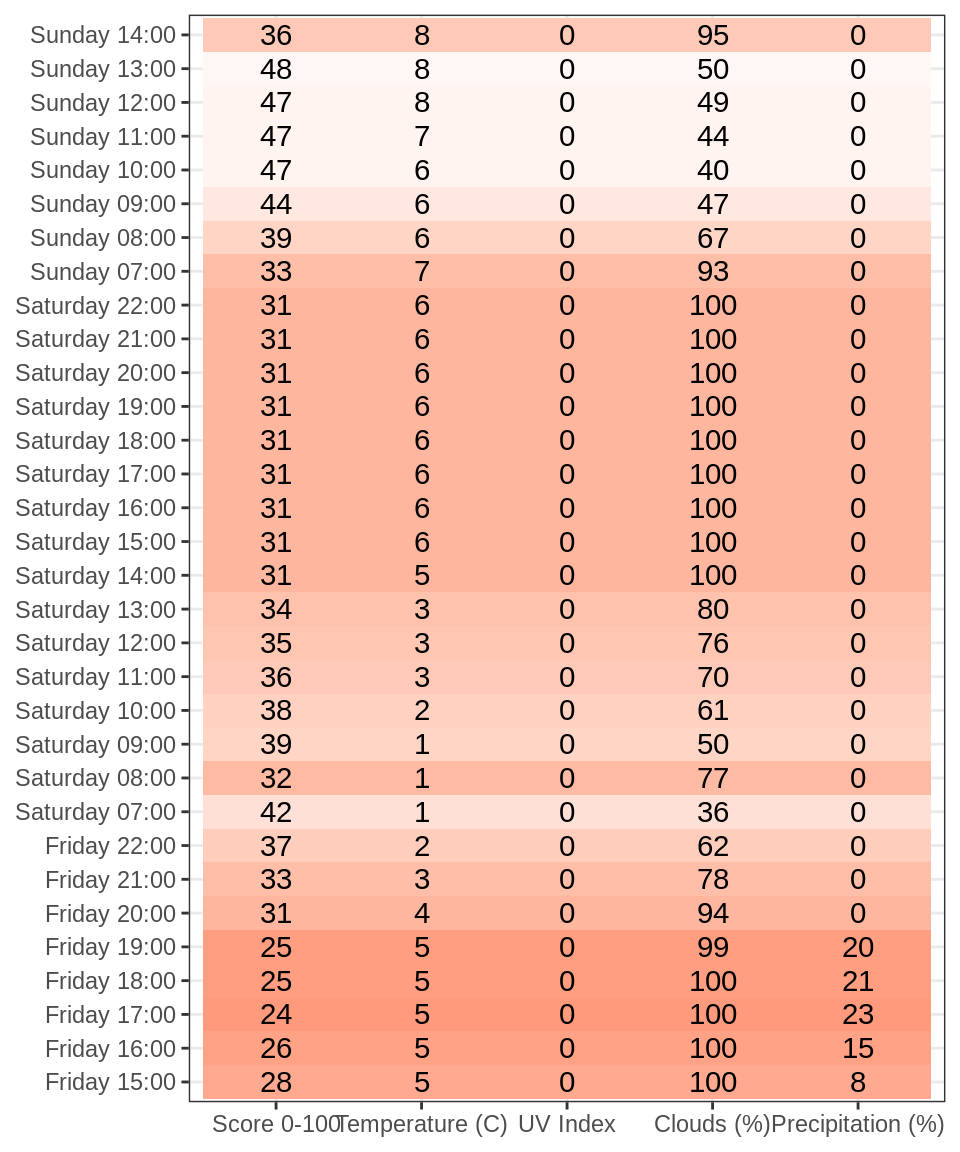 Sunday 14:00 36 8 0 95 0
Sunday 13:00 48 8 0 50 0
Sunday 12:00 47 8 0 49 0
Sunday 11:00 47 7 0 44 0
Sunday 10:00 47 6 0 40 0
Sunday 09:00 44 6 0 47 0
Sunday 08:00 39 6 0 67 0
Sunday 07:00 33 7 0 93 0
Saturday 22:00 31 6 0 100 0
Saturday 21:00 31 6 0 100 0
Saturday 20:00 31 6 0 100 0
Saturday 19:00 31 6 0 100 0
Saturday 18:00 31 6 0 100 0
Saturday 17:00 31 6 0 100 0
Saturday 16:00 31 6 0 100 0
Saturday 15:00 31 6 0 100 0
Saturday 14:00 31 5 0 100 0
Saturday 13:00 34 3 0 80 0
Saturday 12:00 35 3 0 76 0
Saturday 11:00 36 3 0 70 0
Saturday 10:00 38 2 0 61 0
Saturday 09:00 39 1 0 50 0
Saturday 08:00 32 1 0 77 0
Saturday 07:00 42 1 0 36 0
Friday 22:00 37 2 0 62 0
Friday 21:00 33 3 0 78 0
Friday 20:00 31 4 0 94 0
Friday 19:00 25 5 0 99 20
Friday 18:00 25 5 0 100 21
Friday 17:00 24 5 0 100 23
Friday 16:00 26 5 0 100 15
Friday 15:00 28 5 0 100 8
Score 0-100 Temperature (C) UV Index Clouds (%) Precipitation (%)